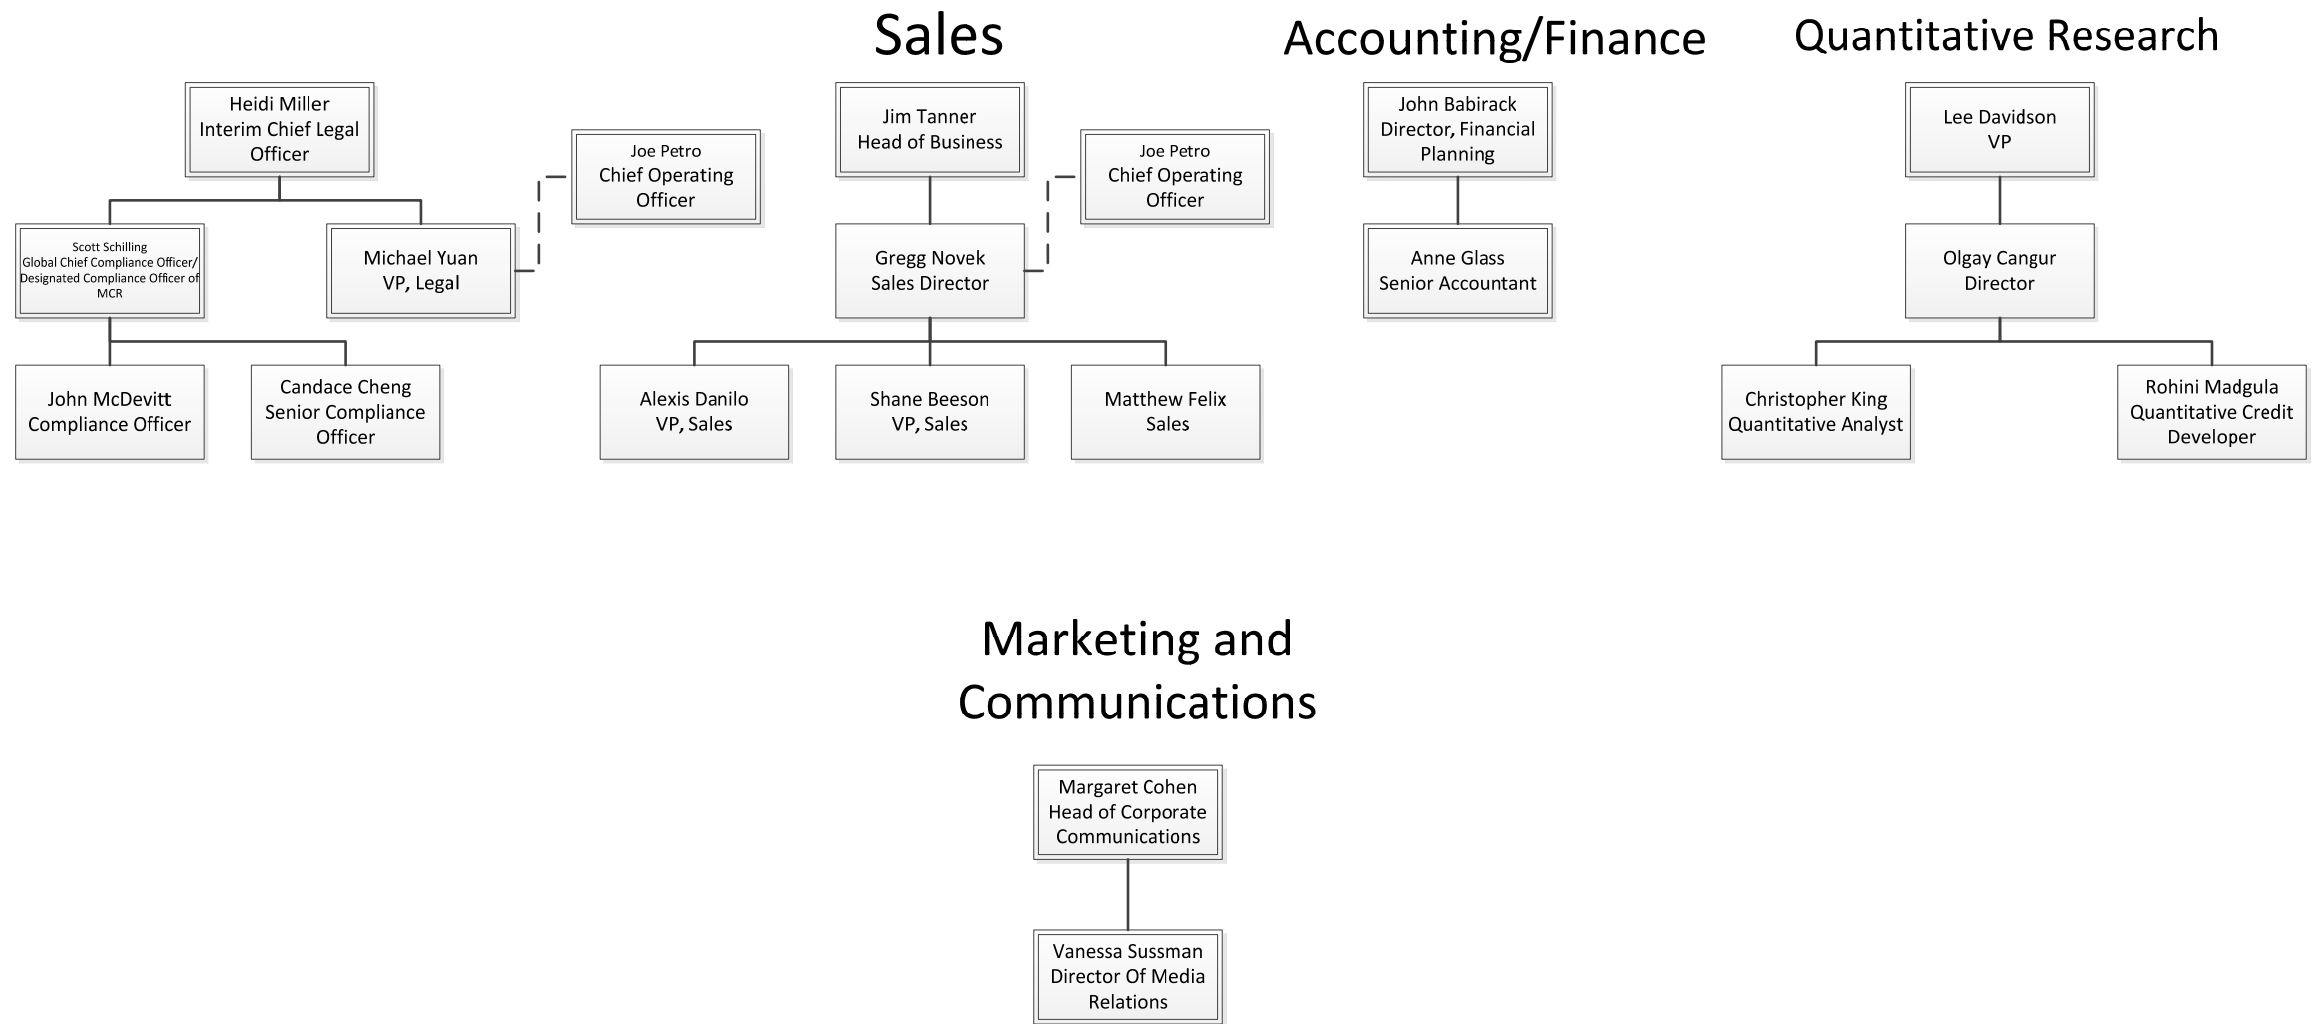 Sales
Accounting/Finance
Quantitative Research
Heidi Miller
Interim Chief Legal
Officer
Joe Petro
Chief Operating
Officer
Scott Schilling
Global Chief Compliance Officer/
Designated Compliance Officer of
MCR
Michael Yuan
VP, Legal
John McDevitt
Compliance Officer
Candace Cheng
Senior Compliance
Officer
Jim Tanner
Head of Business
Joe Petro
Chief Operating
Officer
Gregg Novek
Sales Director
Alexis Danilo
VP, Sales
Shane Beeson
VP, Sales
Matthew Felix
Sales
John Babirack
Director, Financial
Planning
Anne Glass
Senior Accountant
Lee Davidson
VP
Olgay Cangur
Director
Christopher King
Quantitative Analyst
Rohini Madgula
Quantitative Credit
Developer
Marketing and
Communications
Margaret Cohen
Head of Corporate
Communications
Vanessa Sussman
Director Of Media
Relations